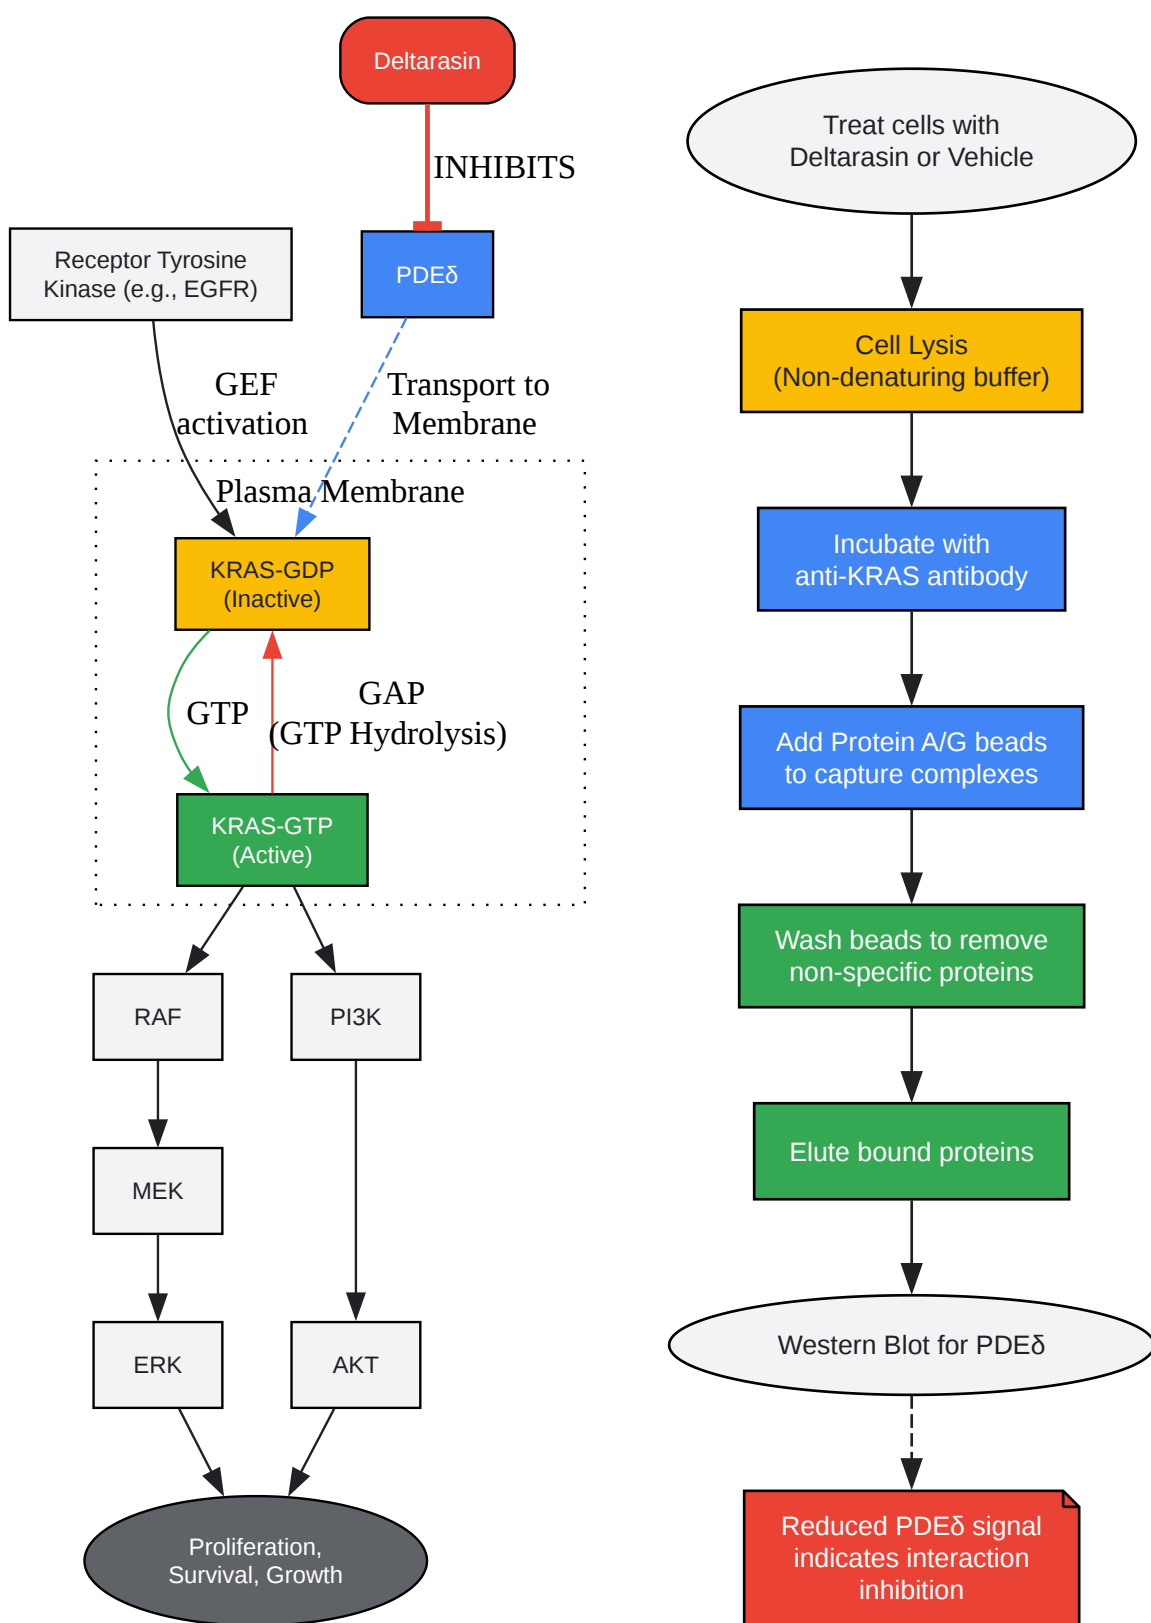 Deltarasin
INHIBITS
Receptor Tyrosine
Kinase (e.g., EGFR)
PDEδ
GEF
activation
Transport to
Membrane
Plasma Membrane
KRAS-GDP
(Inactive)
GTP
GAP
(GTP Hydrolysis)
KRAS-GTP
(Active)
RAF
PI3K
MEK
ERK
AKT
Proliferation,
Survival, Growth
Treat cells with
Deltarasin or Vehicle
Cell Lysis
(Non-denaturing buffer)
Incubate with
anti-KRAS antibody
Add Protein A/G beads
to capture complexes
Wash beads to remove
non-specific proteins
Elute bound proteins
Western Blot for PDEδ
Reduced PDEδ signal
indicates interaction
inhibition